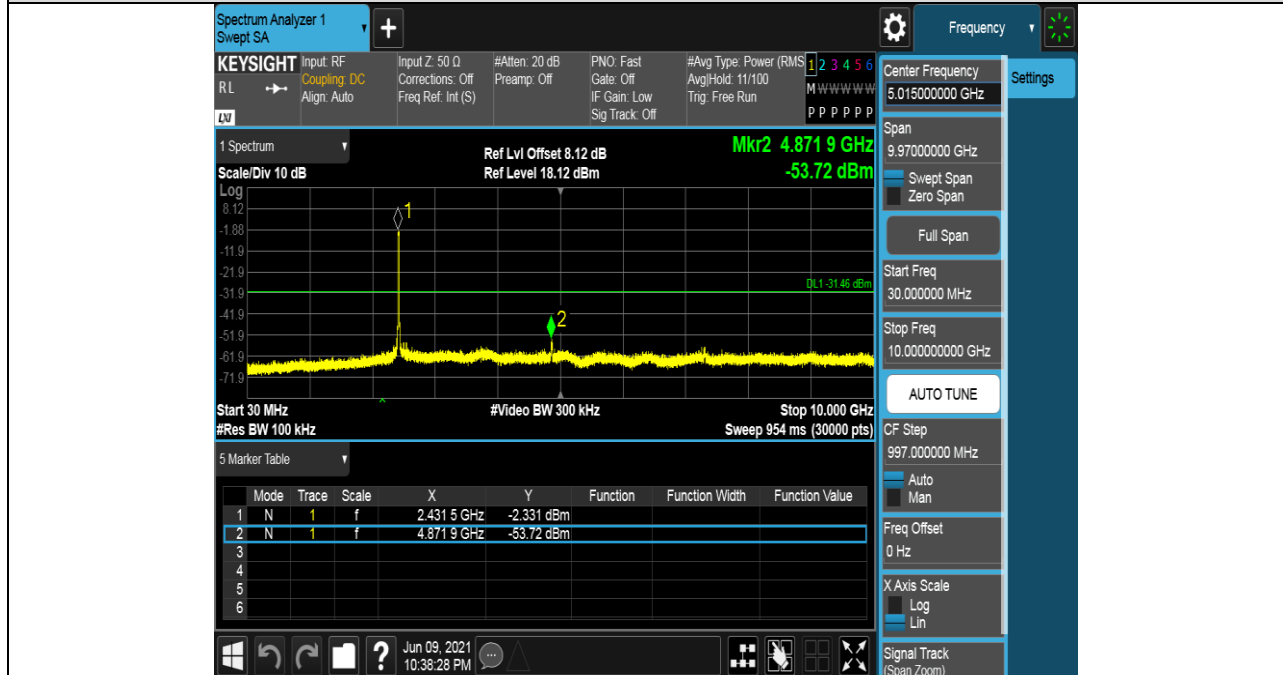 Spectrum Analyzer 1
Swept SA
+
Frequency
KEYSIGHT Input: RF Input Z: 50 Ω #Atten: 20 dB PNO: Fast #Avg Type: Power (RMS 1 2 3 4 5 6
RL Coupling: DC Corrections: Off Preamp: Off Gate: Off Avg|Hold: 11/100 M W W W W W
Align: Auto Freq Ref: Int (S) IF Gain: Low Trig: Free Run
LXI Sig Track: Off P P P P P P
1 Spectrum
Ref Lvl Offset 8.12 dB Mkr2 4.871 9 GHz
Scale/Div 10 dB Ref Level 18.12 dBm -53.72 dBm
Log
8.12
1
-1.88
-11.9
-21.9
DL1 -31.46 dBm
-31.9
-41.9
2
-51.9
-61.9
-71.9
Start 30 MHz #Video BW 300 kHz Stop 10.000 GHz
#Res BW 100 kHz Sweep 954 ms (30000 pts)
5 Marker Table
Mode Trace Scale X Y Function Function Width Function Value
1 N 1 f 2.431 5 GHz -2.331 dBm
2 N 1 f 4.871 9 GHz -53.72 dBm
3
4
5
6
?
Jun 09, 2021
10:38:28 PM
Center Frequency
5.015000000 GHz
Settings
Span
9.97000000 GHz
Swept Span
Zero Span
Full Span
Start Freq
30.000000 MHz
Stop Freq
10.000000000 GHz
AUTO TUNE
CF Step
997.000000 MHz
Auto
Man
Freq Offset
0 Hz
X Axis Scale
Log
Lin
Signal Track
(Span Zoom)